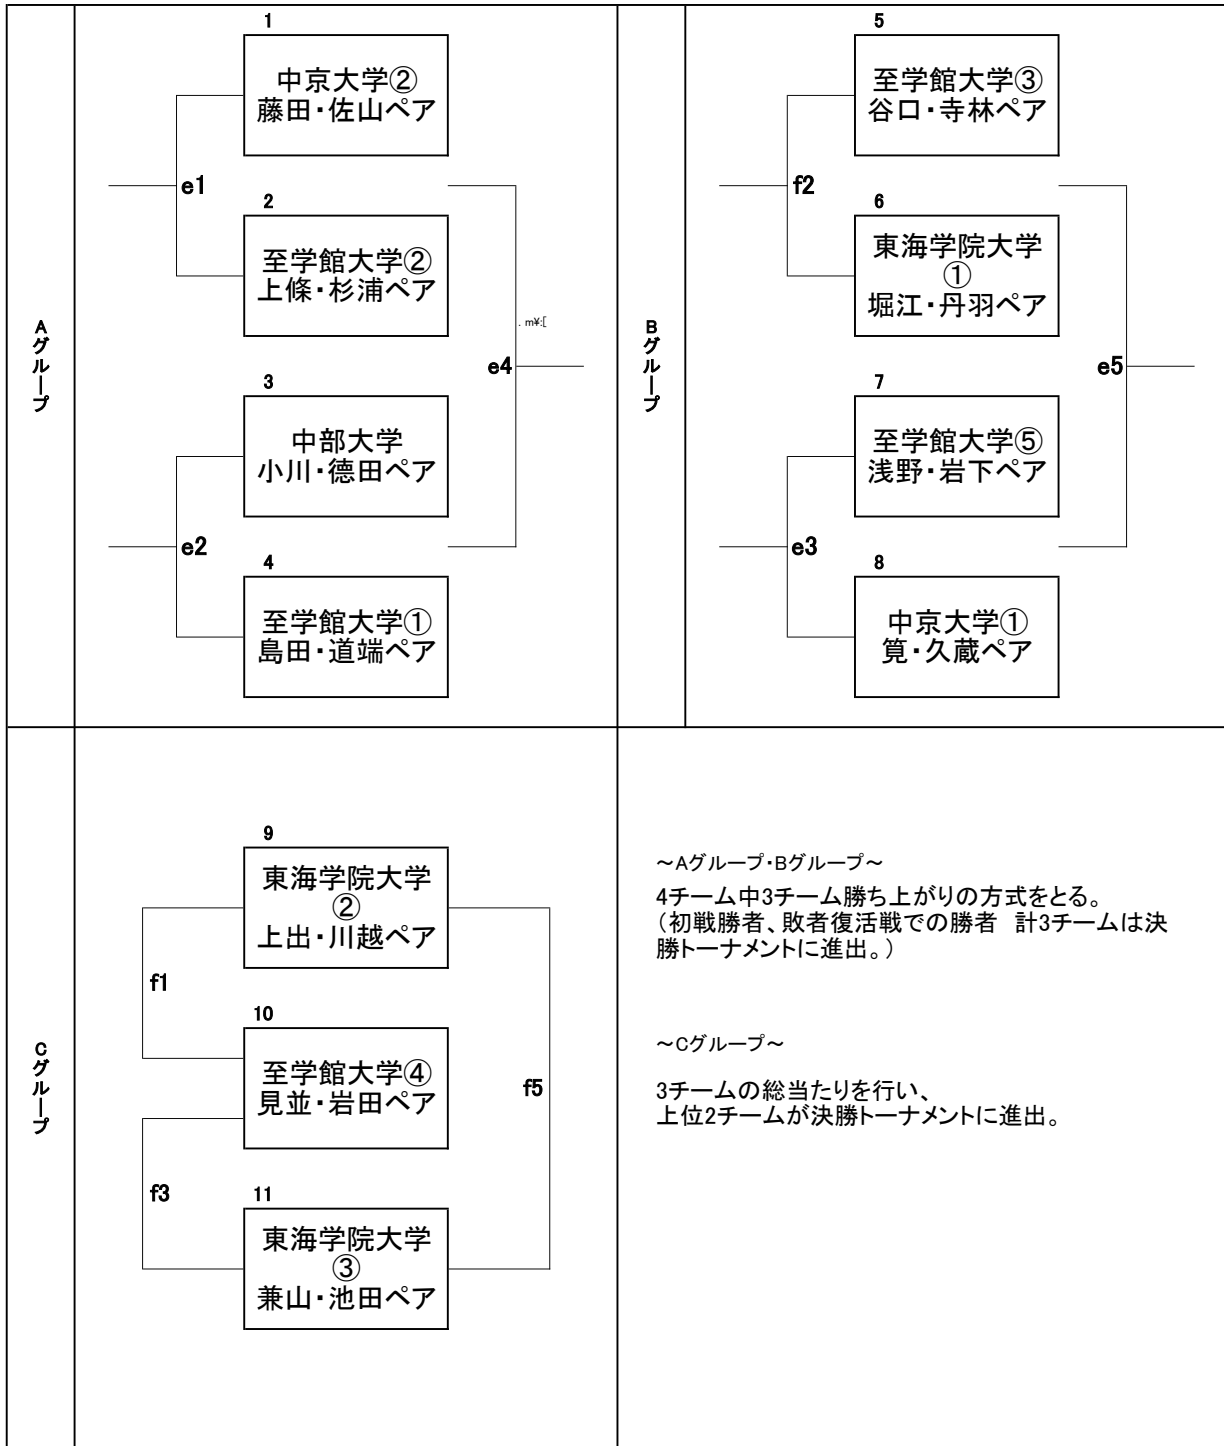 Aグループ
1
中京大学②
藤田・佐山ペア
e1
2
至学館大学②
上條・杉浦ペア
. m¥:[
e4
3
中部大学
小川・德田ペア
e2
4
至学館大学①
島田・道端ペア
Bグループ
5
至学館大学③
谷口・寺林ペア
f2
6
東海学院大学
①
堀江・丹羽ペア
e5
7
至学館大学⑤
浅野・岩下ペア
e3
8
中京大学①
筧・久蔵ペア
Cグループ
9
東海学院大学
②
上出・川越ペア
f1
10
至学館大学④
見並・岩田ペア
f5
f3
11
東海学院大学
③
兼山・池田ペア
~Aグループ・Bグループ~
4チーム中3チーム勝ち上がりの方式をとる。
(初戦勝者、敗者復活戦での勝者 計3チームは決
勝トーナメントに進出。)
~Cグループ~
3チームの総当たりを行い、
上位2チームが決勝トーナメントに進出。